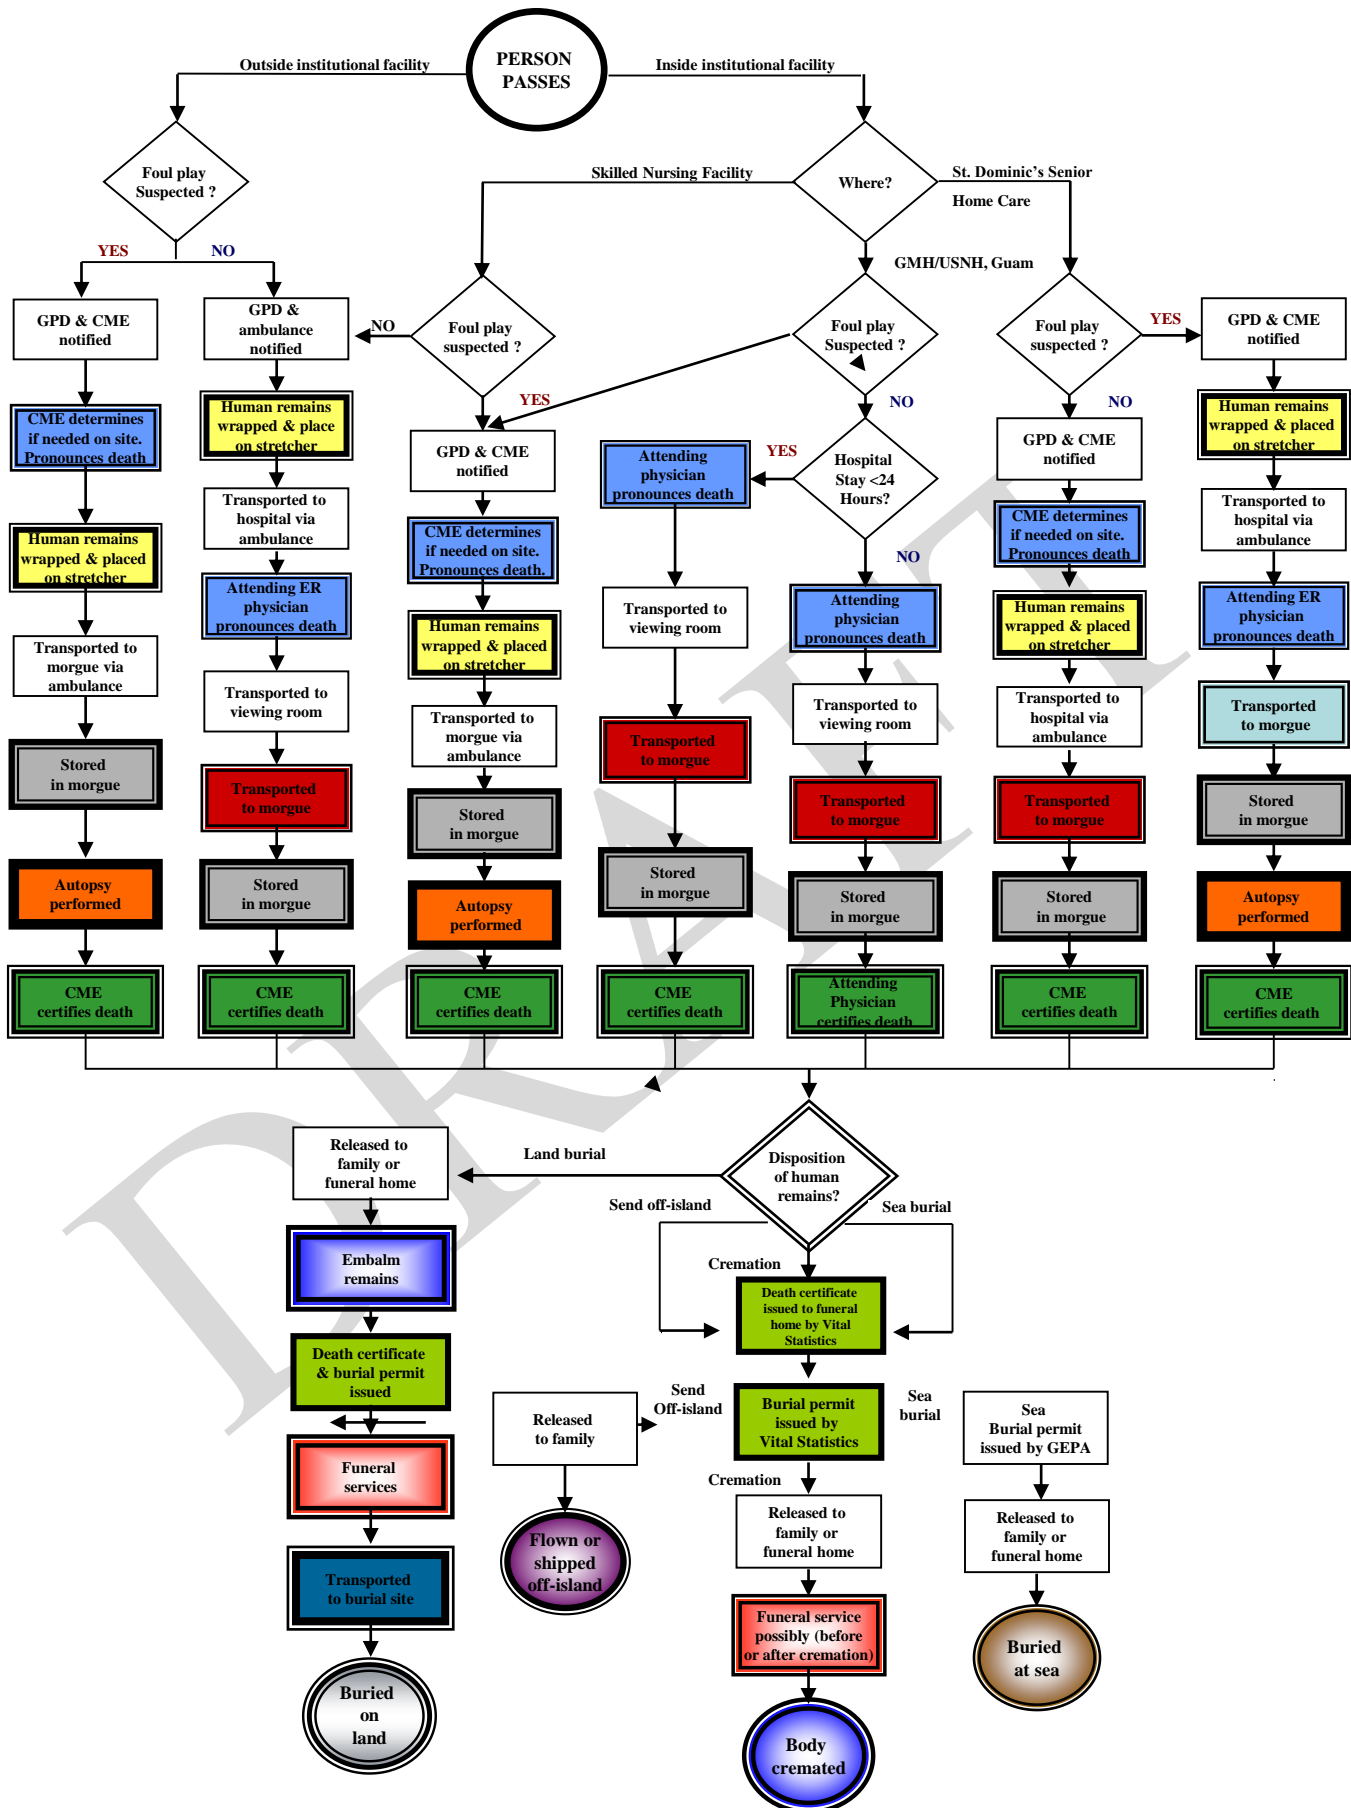 PERSON
PASSES
Outside institutional facility
Inside institutional facility
Foul play
Suspected ?
Where?
Skilled Nursing Facility
St. Dominic's Senior
Home Care
GMH/USNH, Guam
YES
NO
GPD & CME
notified
GPD &
ambulance
notified
NO
Foul play
suspected ?
Foul play
Suspected ?
Foul play
suspected ?
YES
GPD & CME
notified
YES
NO
NO
CME determines
if needed on site.
Pronounces death
Human remains
wrapped & place
on stretcher
GPD & CME
notified
Attending
physician
pronounces death
YES
Hospital
Stay <24
Hours?
GPD & CME
notified
Human remains
wrapped & placed
on stretcher
Human remains
wrapped & placed
on stretcher
Transported to
hospital via
ambulance
CME determines
if needed on site.
Pronounces death.
NO
CME determines
if needed on site.
Pronounces death
Transported to
hospital via
ambulance
Transported to
morgue via
ambulance
Attending ER
physician
pronounces death
Human remains
wrapped & placed
on stretcher
Transported to
viewing room
Attending
physician
pronounces death
Human remains
wrapped & placed
on stretcher
Attending ER
physician
pronounces death
Stored
in morgue
Transported to
viewing room
Transported to
morgue via
ambulance
Transported
to morgue
Transported to
viewing room
Transported to
hospital via
ambulance
Transported
to morgue
Autopsy
performed
Transported
to morgue
Stored
in morgue
Stored
in morgue
Transported
to morgue
Transported
to morgue
Stored
in morgue
Stored
in morgue
Autopsy
performed
Stored
in morgue
Stored
in morgue
Autopsy
performed
CME
certifies death
CME
certifies death
CME
certifies death
CME
certifies death
Attending
Physician
certifies death
CME
certifies death
CME
certifies death
DRAFT
Disposition
of human
remains?
Land burial
Released to
family or
funeral home
Send off-island
Sea burial
Cremation
Embalm
remains
Death certificate
issued to funeral
home by Vital
Statistics
Death certificate
& burial permit
issued
Released
to family
Send
Off-island
Burial permit
issued by
Vital Statistics
Sea
burial
Sea
Burial permit
issued by GEPA
Funeral
services
Cremation
Flown or
shipped
off-island
Released to
family or
funeral home
Released to
family or
funeral home
Transported
to burial site
Funeral service
possibly (before
or after cremation)
Buried
at sea
Buried
on
land
Body
cremated